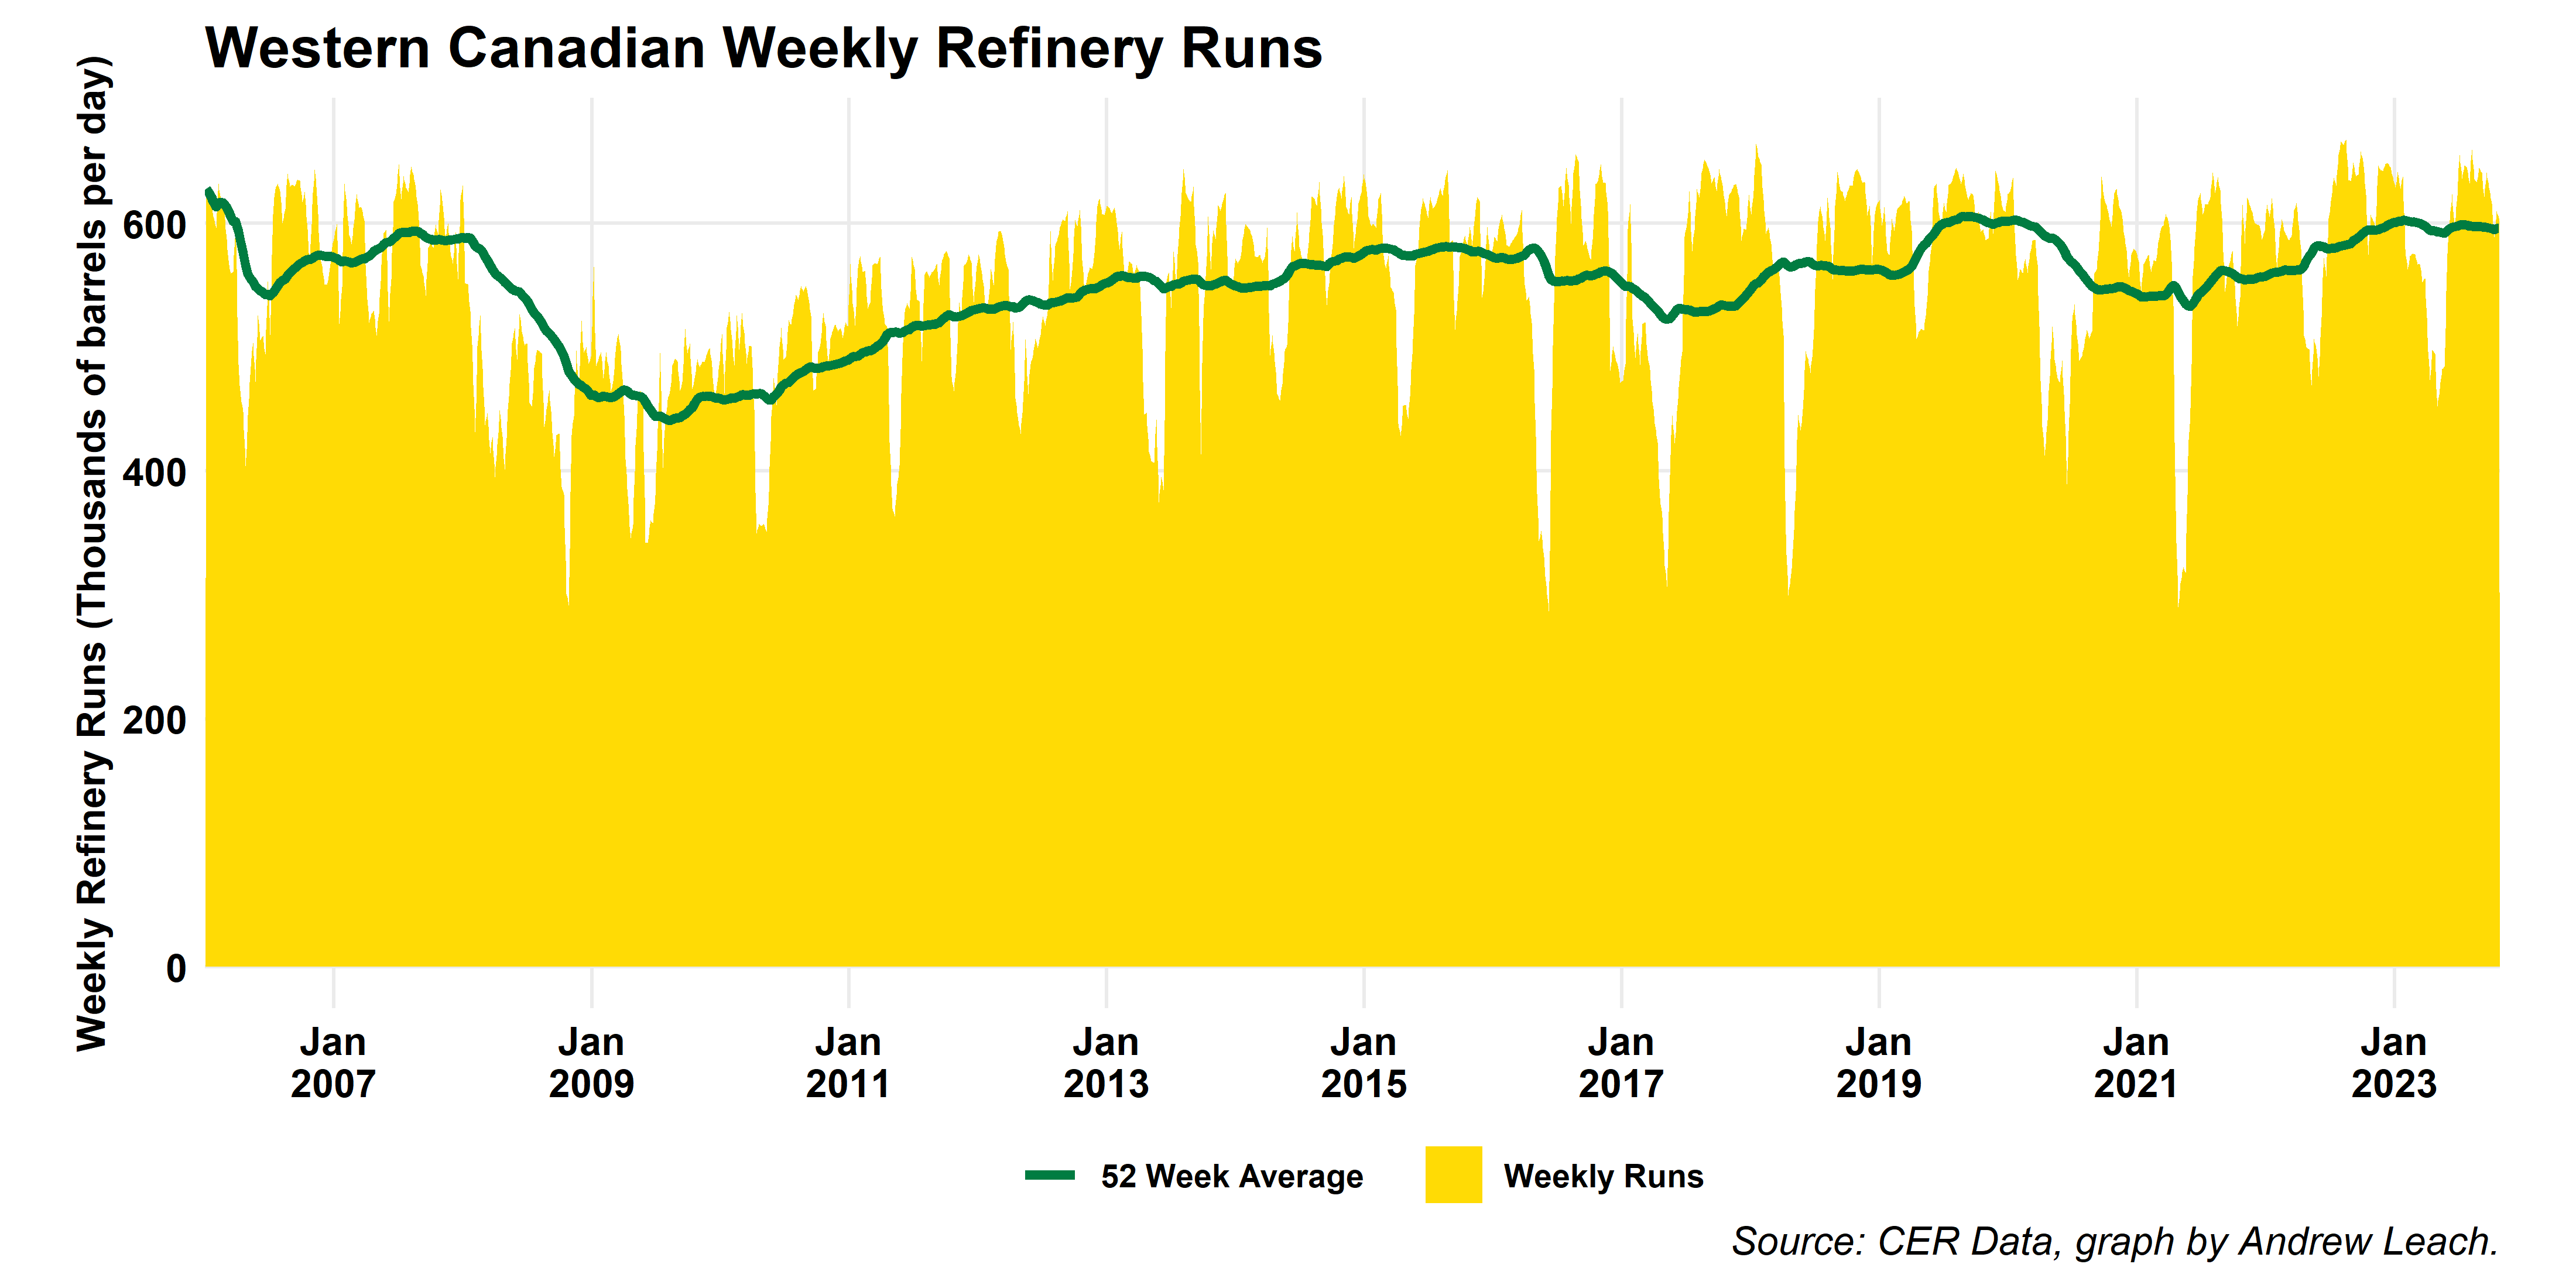 Western Canadian Weekly Refinery Runs
Weekly Refinery Runs (Thousands of barrels per day)
600
400
200
0
Jan 2007
Jan 2009
Jan 2011
Jan 2013
Jan 2015
Jan 2017
Jan 2019
Jan 2021
Jan 2023
52 Week Average
Weekly Runs
Source: CER Data, graph by Andrew Leach.